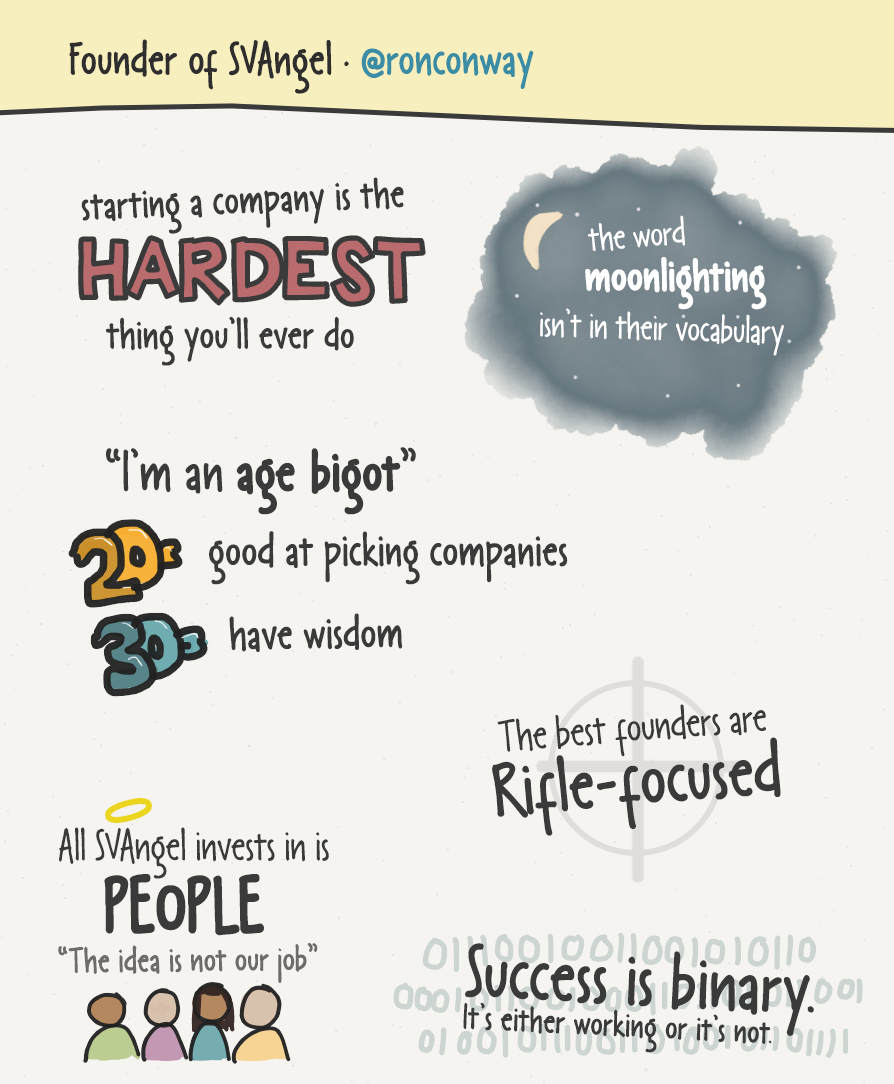 Founder of SVAngel · @ronconway
starting a company is the
HARDEST
thing you'll ever do
the word
moonlighting
isn't in their vocabulary.
"I'm an age bigot"
20s good at picking companies
30s have wisdom
The best founders are
Rifle-focused
All SVAngel invests in is
PEOPLE
"The idea is not our job"
Success is binary.
It's either working or it's not.